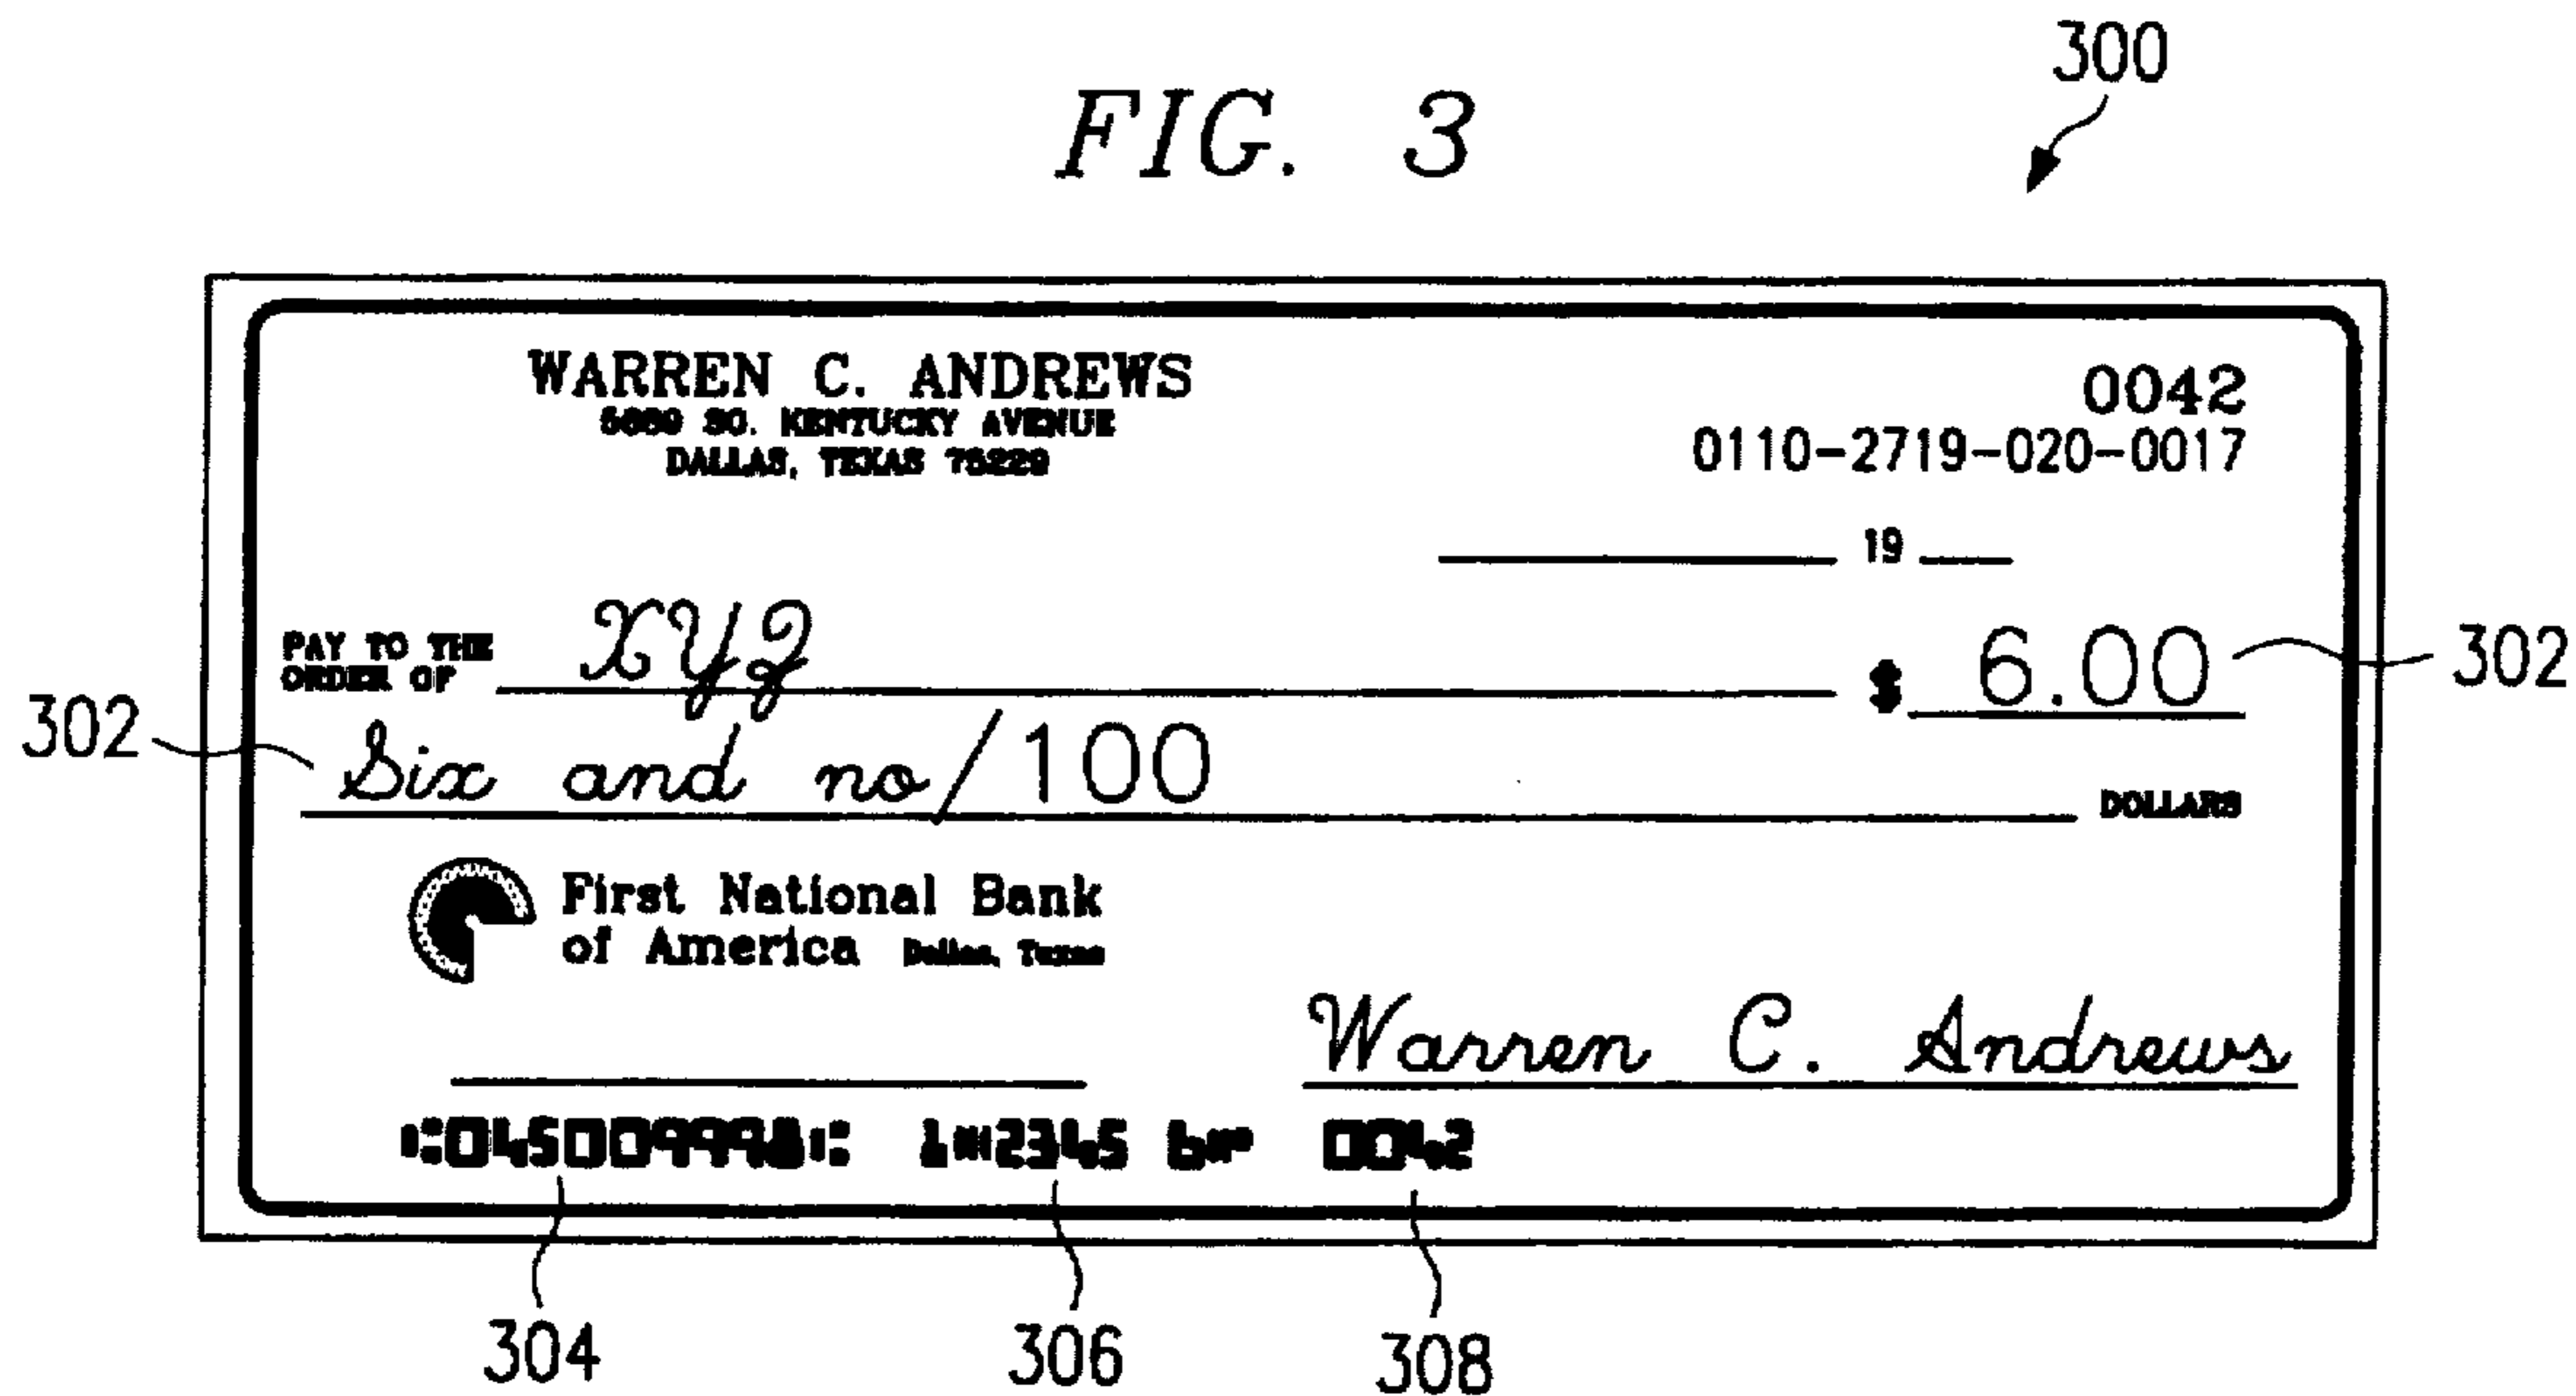 300
FIG. 3
WARREN C. ANDREWS
SO. KENTUCKY AVENUE
DALLAS, TEXAS 75229
0042
0110-2719-020-0017
19
PAY TO THE
ORDER OF XYZ $ 6.00 302
302 Six and no/100 DOLLARS
First National Bank
of America Dallas, Texas
Warren C. Andrews
0042
304 306 308